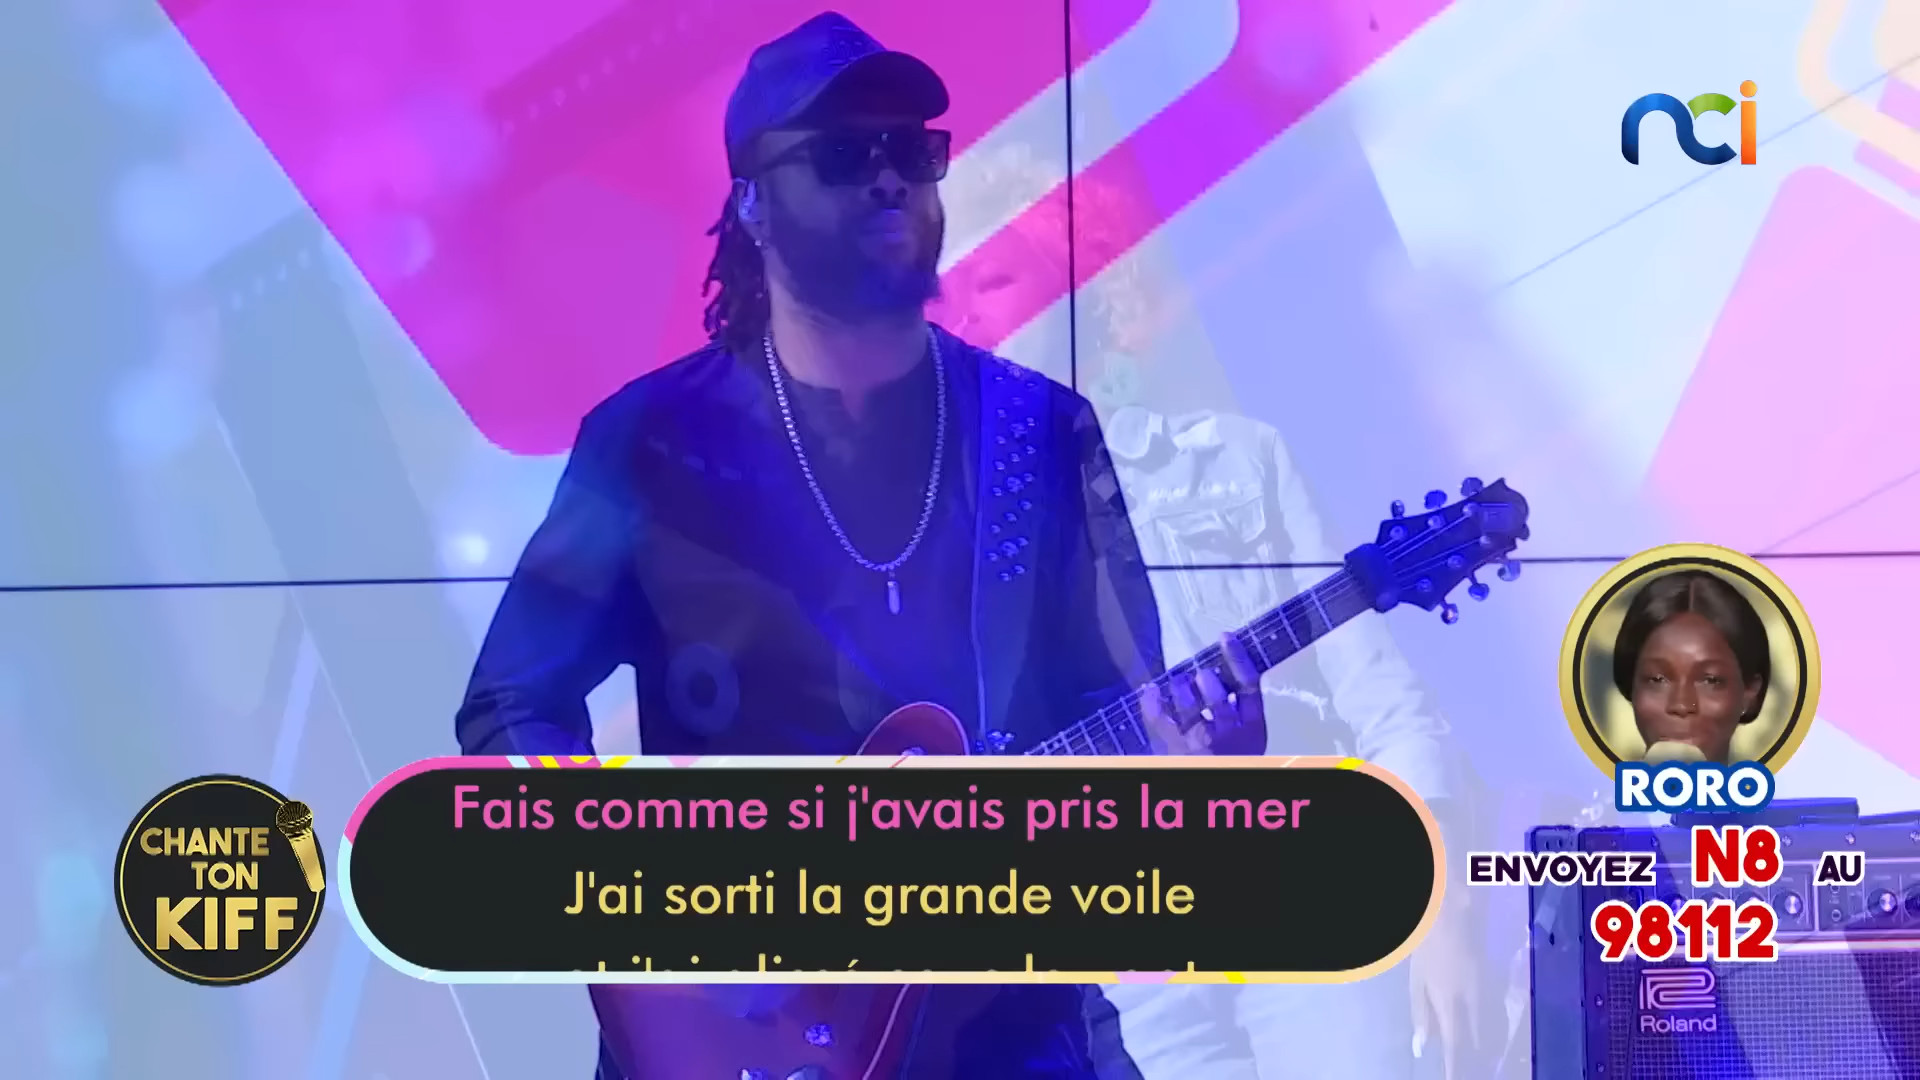 nci
Fais comme si j'avais pris la mer
J'ai sorti la grande voile
CHANTE
TON
KIFF
RORO
ENVOYEZ N8 AU
98112
Roland